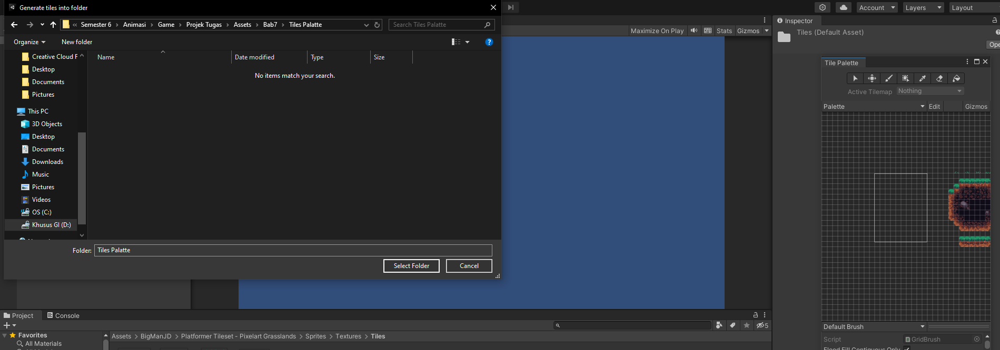 Generate tiles into folder
« Semester 6 › Animasi › Game › Projek Tugas › Assets › Bab7 › Tiles Palatte
Search Tiles Palatte
Organize
New folder
Creative Cloud F
Desktop
Documents
Pictures
This PC
3D Objects
Desktop
Documents
Downloads
Music
Pictures
Videos
OS (C:)
Khusus GI (D:)
Name
Date modified
Type
Size
No items match your search.
Folder:
Tiles Palatte
Select Folder
Cancel
Account
Layers
Layout
Maximize On Play
Stats
Gizmos
Inspector
Tiles (Default Asset)
Ope
Tile Palette
Active Tilemap
Nothing
Palette
Edit
Gizmos
Default Brush
Script
GridBrush
Flood Fill Contiguous Only
Project
Console
5
Favorites
All Materials
Assets › BigManJD › Platformer Tileset - Pixelart Grasslands › Sprites › Textures › Tiles